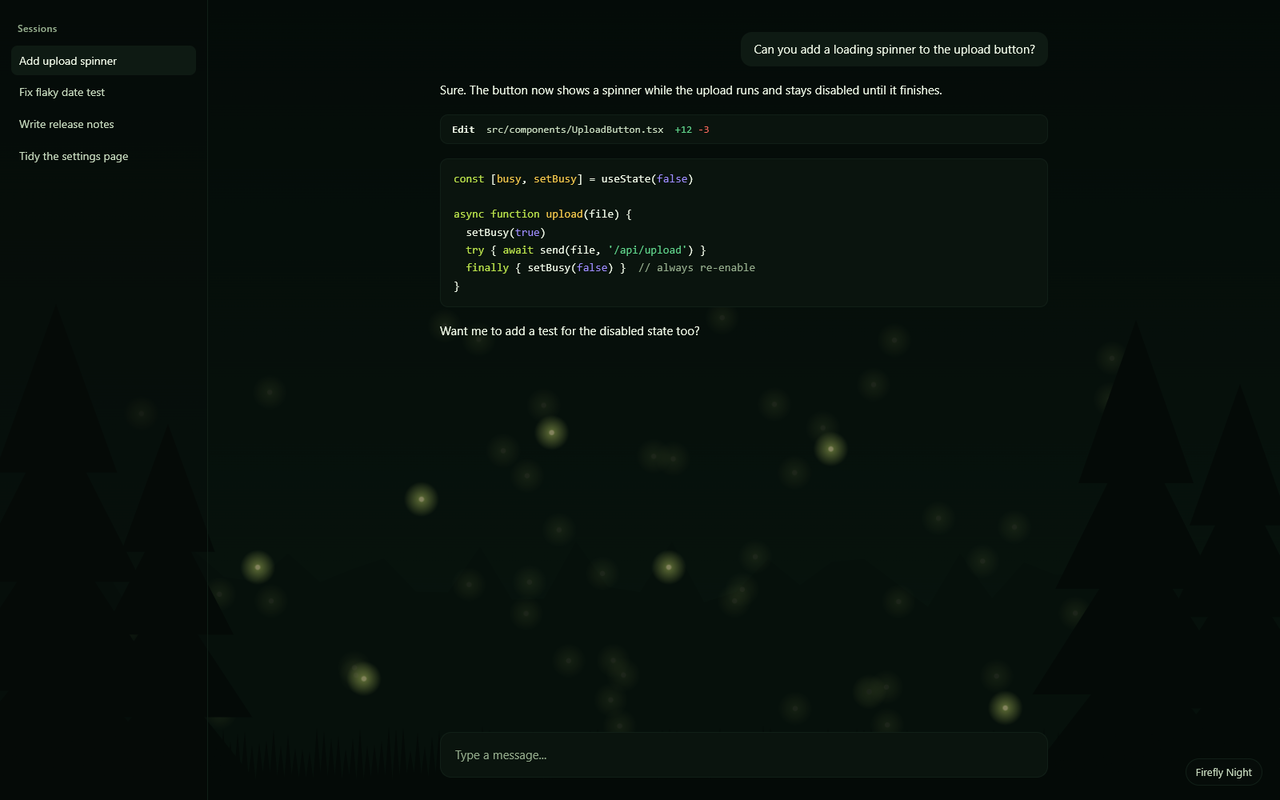 Sessions
Add upload spinner
Fix flaky date test
Write release notes
Tidy the settings page
Can you add a loading spinner to the upload button?
Sure. The button now shows a spinner while the upload runs and stays disabled until it finishes.
Edit src/components/UploadButton.tsx +12 -3
const [busy, setBusy] = useState(false)
async function upload(file) {
setBusy(true)
try { await send(file, '/api/upload') }
finally { setBusy(false) } // always re-enable
}
Want me to add a test for the disabled state too?
Type a message...
Firefly Night